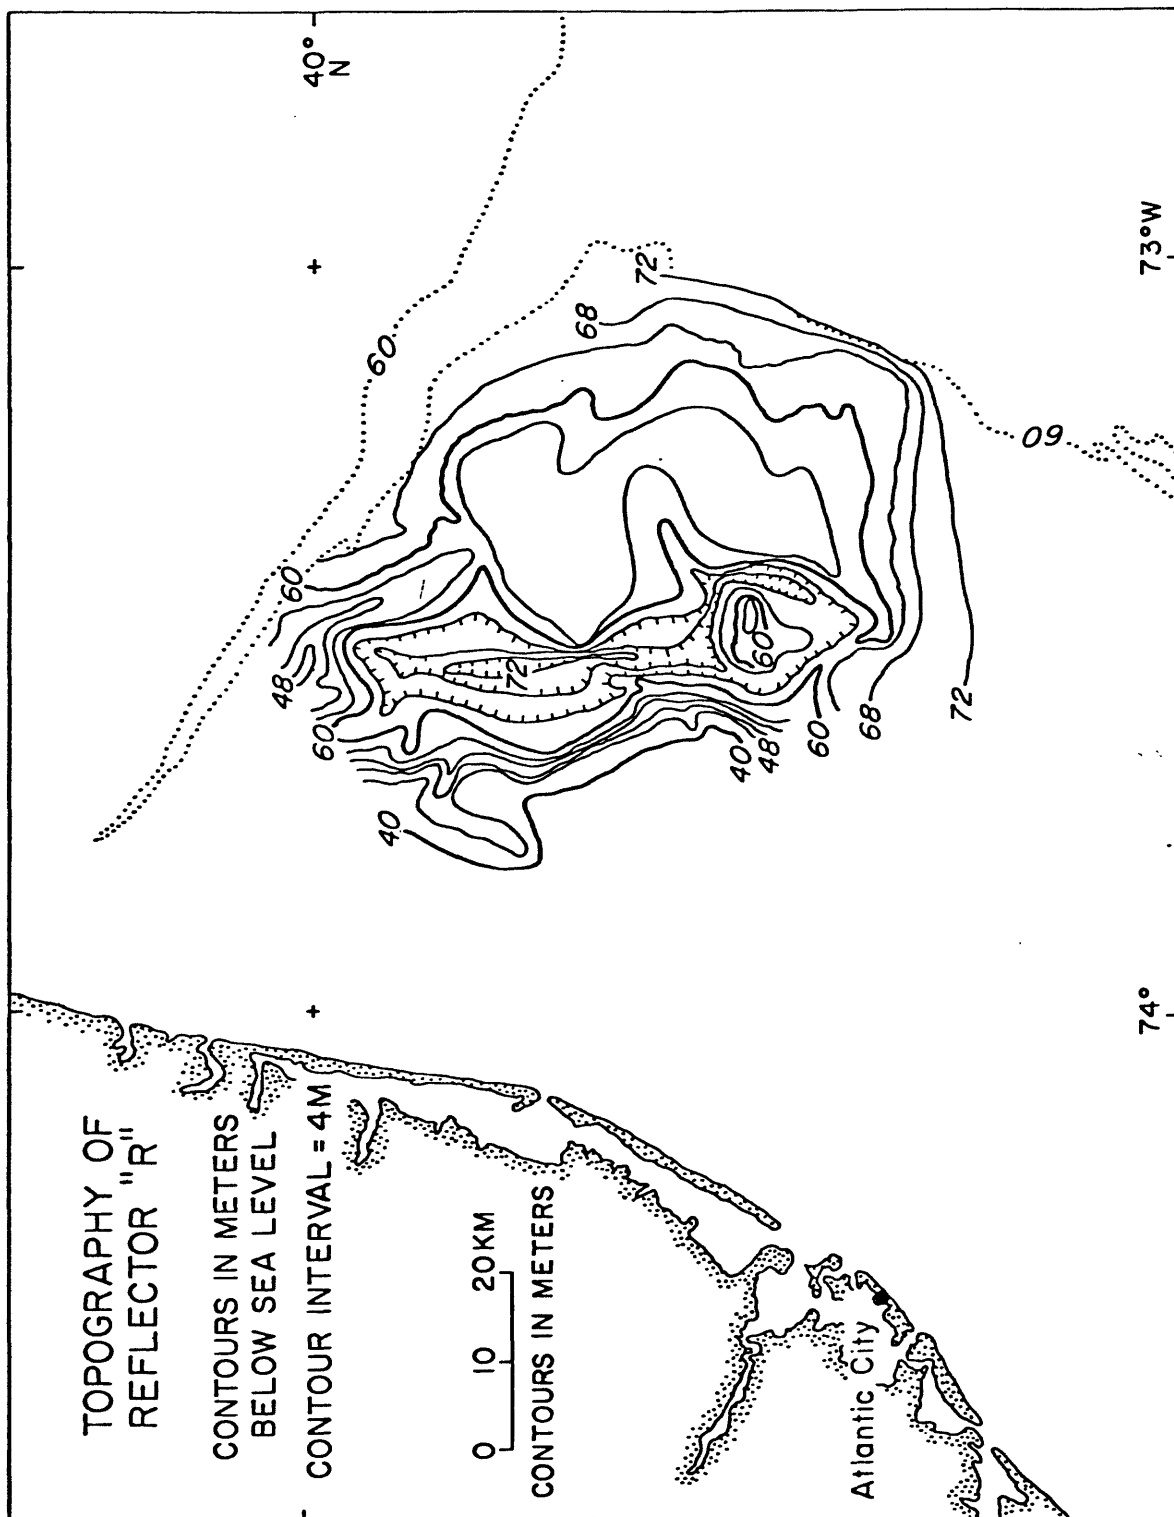 TOPOGRAPHY OF
REFLECTOR "R"
CONTOURS IN METERS
BELOW SEA LEVEL
CONTOUR INTERVAL = 4M
0 10 20KM
CONTOURS IN METERS
Atlantic City
40°
N
74°
73°W
60
60
48
60
40
72
68
72
60
40
48
60
68
72
60